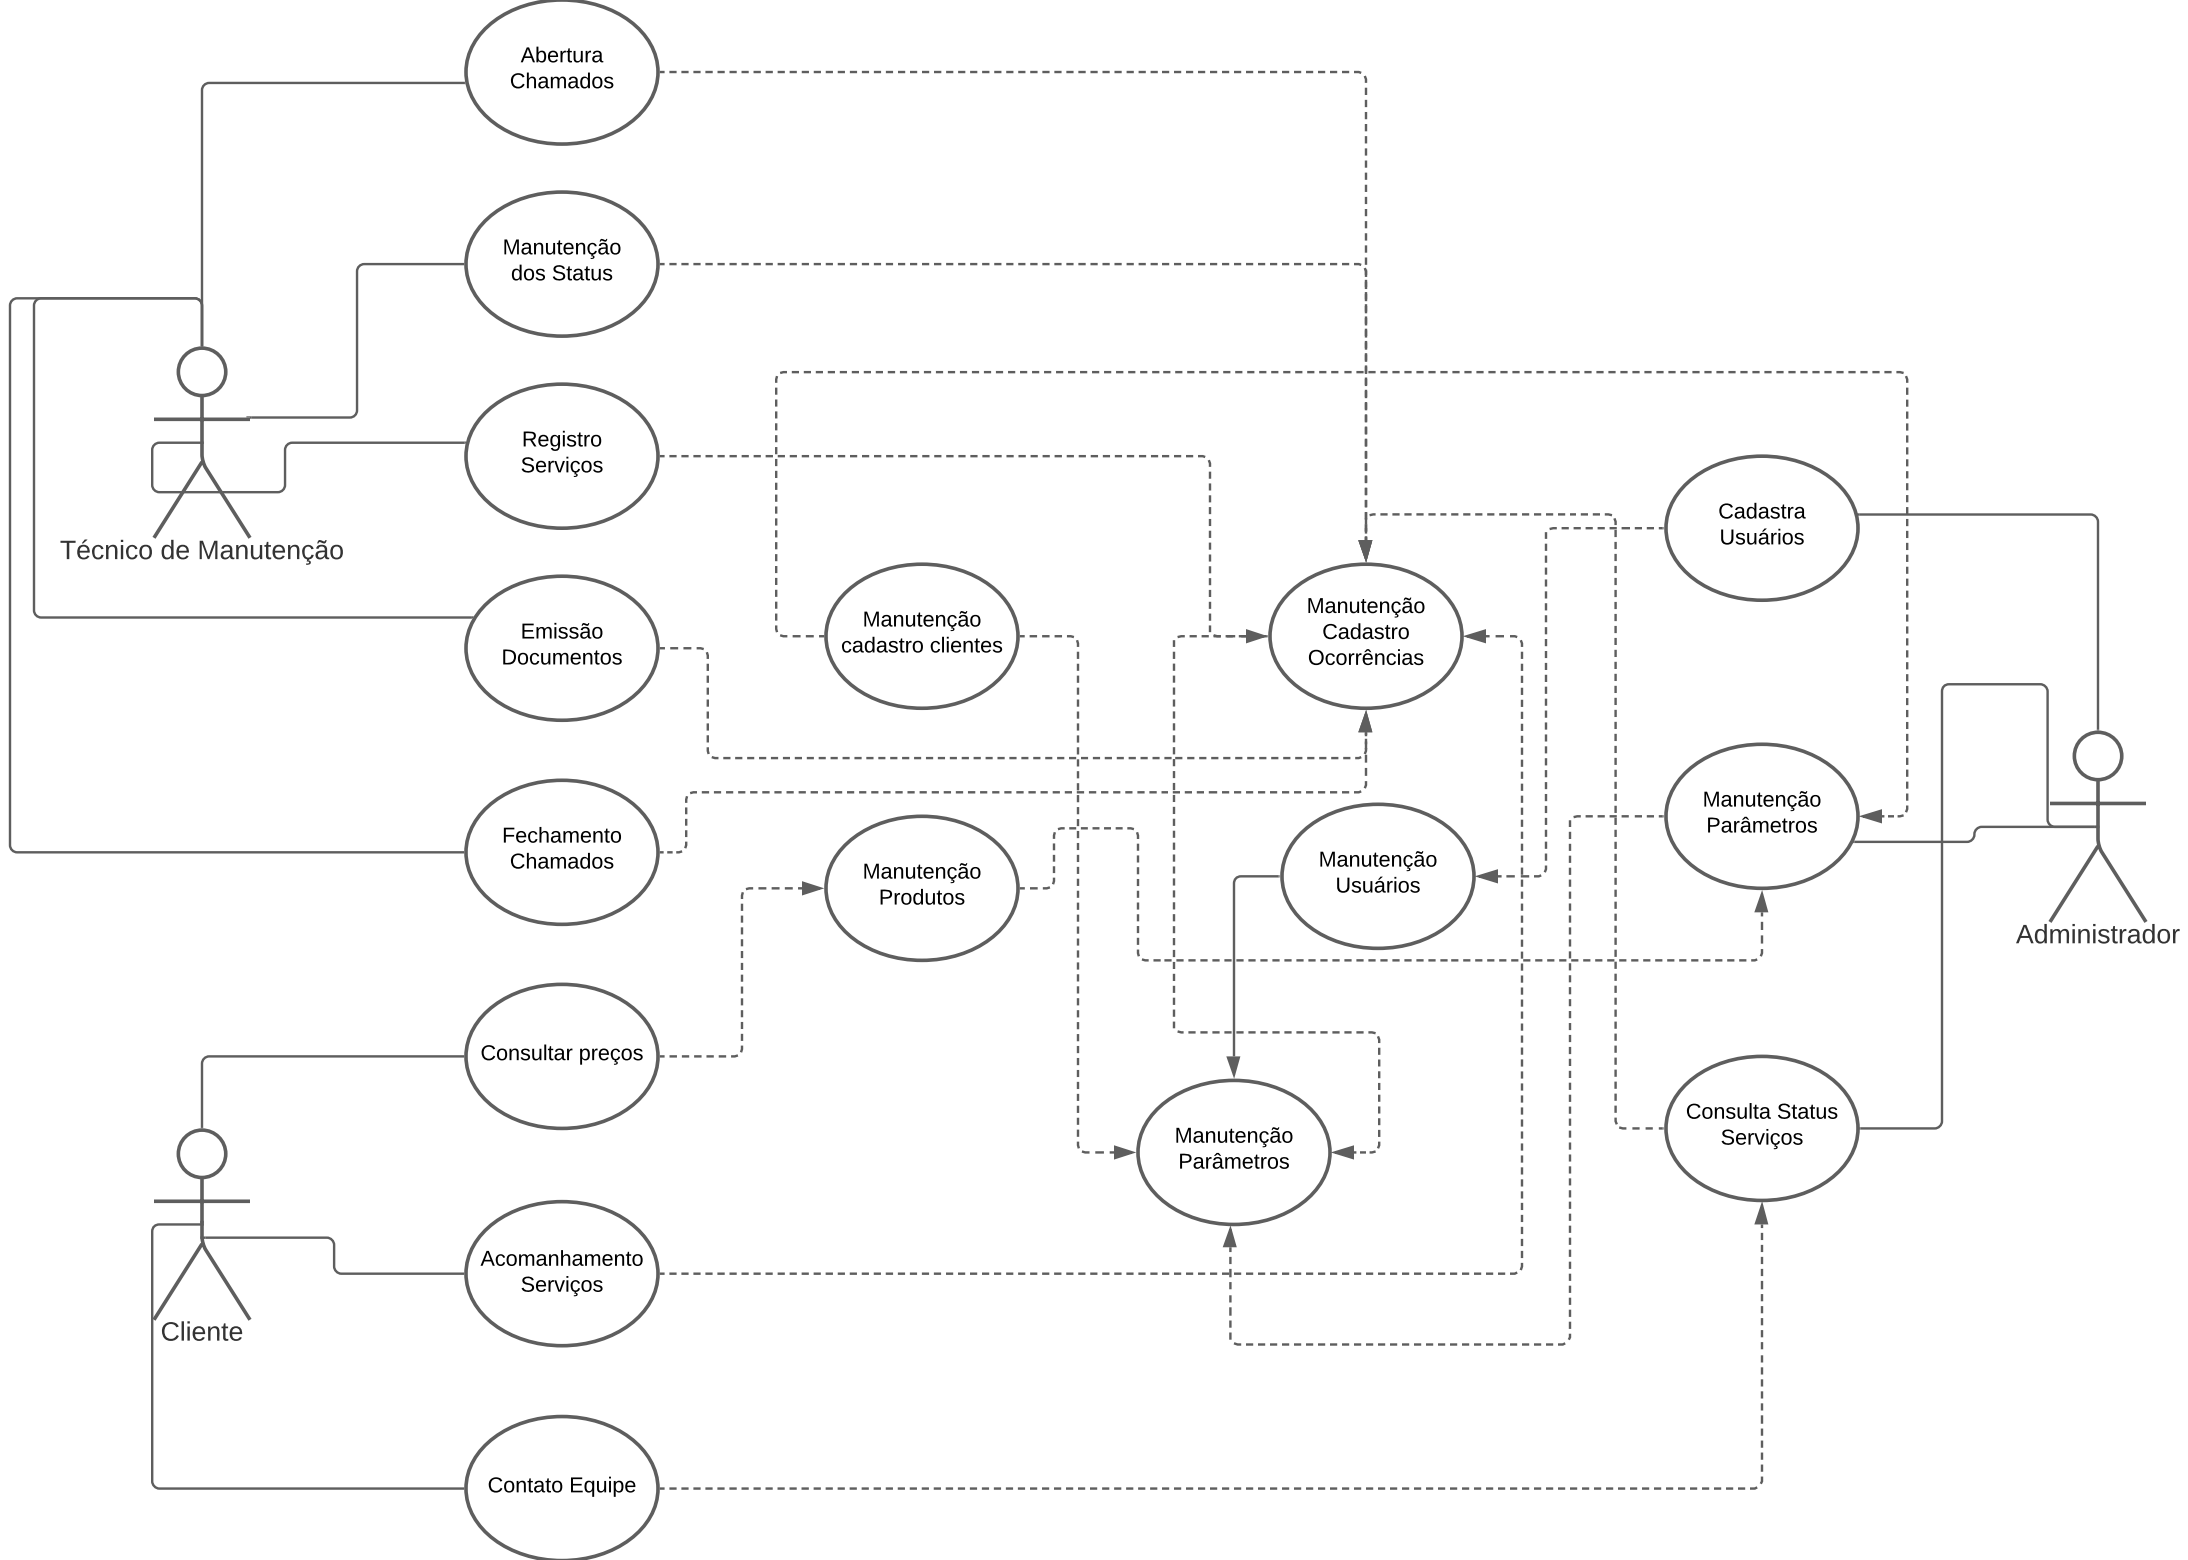 Abertura
Chamados
Manutenção
dos Status
Registro
Serviços
Técnico de Manutenção
Emissão
Documentos
Fechamento
Chamados
Consultar preços
Cliente
Acomanhamento
Serviços
Contato Equipe
Manutenção
cadastro clientes
Manutenção
Produtos
Manutenção
Cadastro
Ocorrências
Manutenção
Usuários
Manutenção
Parâmetros
Cadastra
Usuários
Manutenção
Parâmetros
Consulta Status
Serviços
Administrador